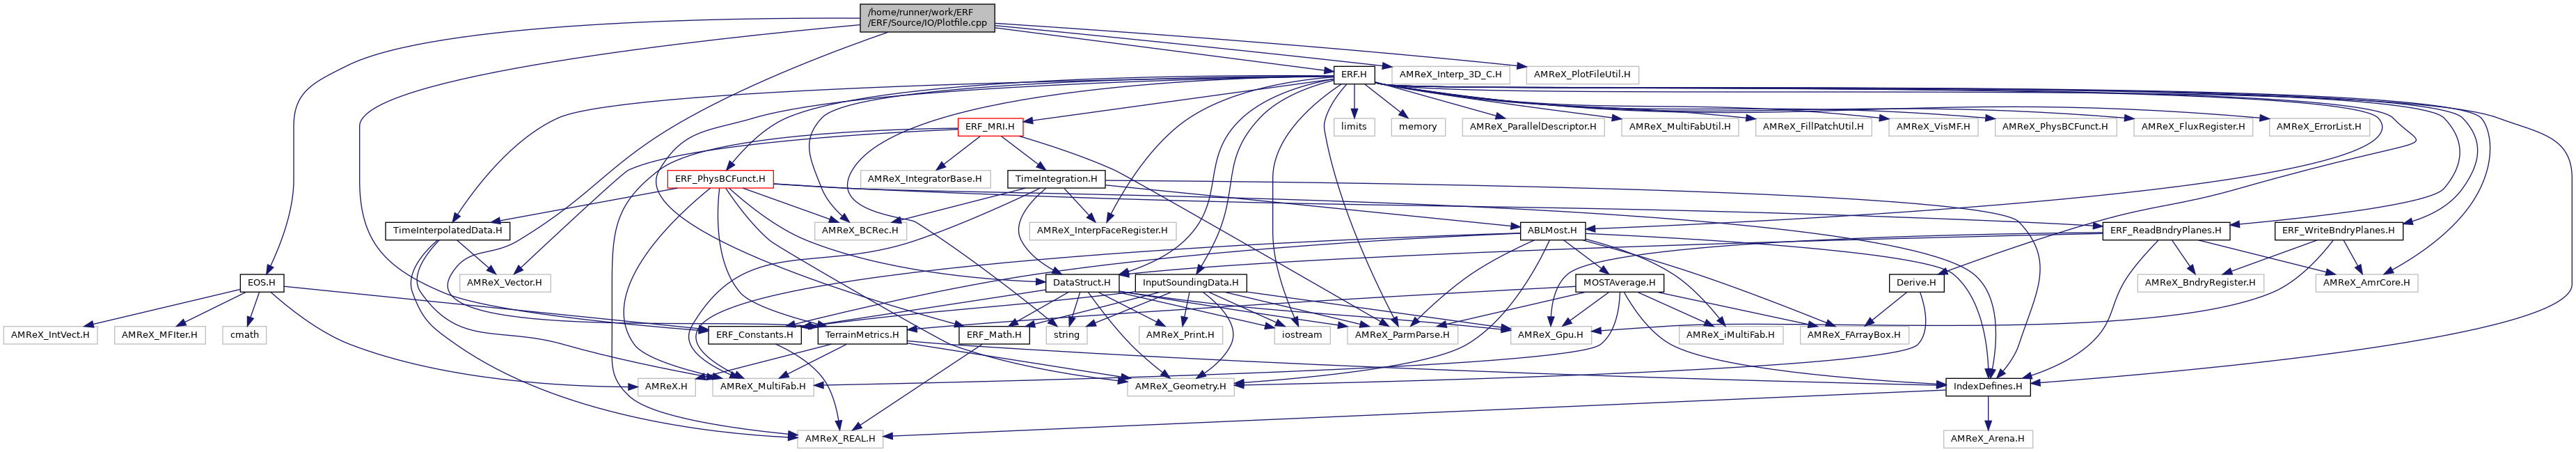 /home/runner/work/ERF
/ERF/Source/IO/Plotfile.cpp
ERF.H
AMReX_Interp_3D_C.H
AMReX_PlotFileUtil.H
ERF_MRI.H
limits
memory
AMReX_ParallelDescriptor.H
AMReX_MultiFabUtil.H
AMReX_FillPatchUtil.H
AMReX_VisMF.H
AMReX_PhysBCFunct.H
AMReX_FluxRegister.H
AMReX_ErrorList.H
ERF_PhysBCFunct.H
AMReX_IntegratorBase.H
TimeIntegration.H
TimeInterpolatedData.H
AMReX_BCRec.H
AMReX_InterpFaceRegister.H
ABLMost.H
ERF_ReadBndryPlanes.H
ERF_WriteBndryPlanes.H
EOS.H
AMReX_Vector.H
DataStruct.H
InputSoundingData.H
MOSTAverage.H
Derive.H
AMReX_BndryRegister.H
AMReX_AmrCore.H
AMReX_IntVect.H
AMReX_MFIter.H
cmath
ERF_Constants.H
TerrainMetrics.H
ERF_Math.H
string
AMReX_Print.H
iostream
AMReX_ParmParse.H
AMReX_Gpu.H
AMReX_iMultiFab.H
AMReX_FArrayBox.H
AMReX.H
AMReX_MultiFab.H
AMReX_Geometry.H
IndexDefines.H
AMReX_REAL.H
AMReX_Arena.H